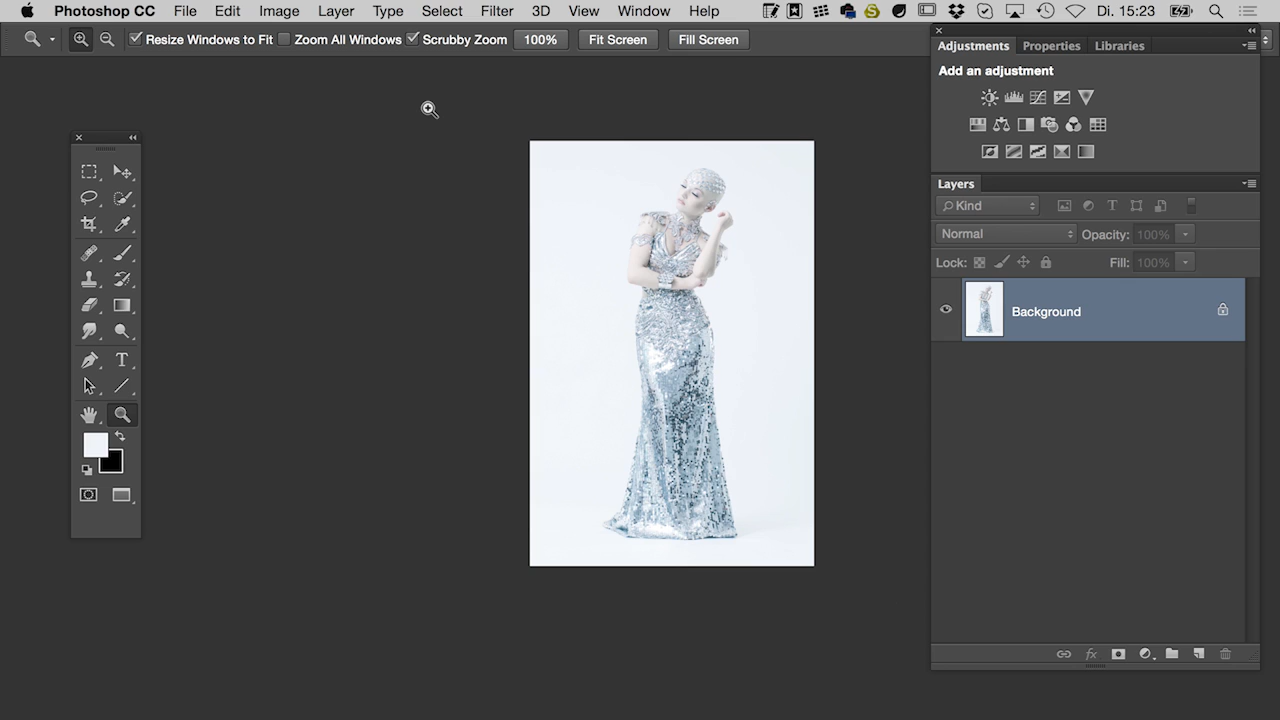 Photoshop CC File Edit Image Layer Type Select Filter 3D View Window Help Di. 15:23
Resize Windows to Fit Zoom All Windows Scrubby Zoom 100% Fit Screen Fill Screen
Adjustments Properties Libraries
Add an adjustment
Layers
Kind
Normal Opacity: 100%
Lock: Fill: 100%
Background